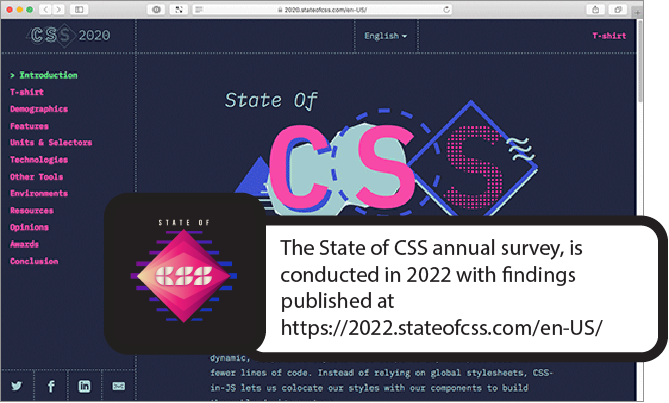 2020.stateofcss.com/en-US/
CSS 2020
English
T-shirt
> Introduction
T-shirt
Demographics
Features
Units & Selectors
Technologies
Other Tools
Environments
Resources
Opinions
Awards
Conclusion
State Of
CSS
STATE OF
CSS
The State of CSS annual survey, is
conducted in 2022 with findings
published at
https://2022.stateofcss.com/en-US/
dynamic,
fewer lines of code. Instead of relying on global stylesheets, CSS-
in-JS lets us colocate our styles with our components to build